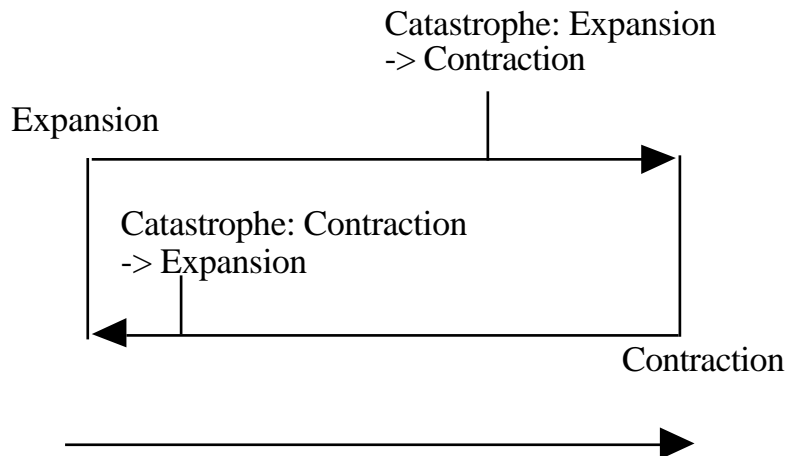 Catastrophe: Expansion
-> Contraction
Expansion
Catastrophe: Contraction
-> Expansion
Contraction